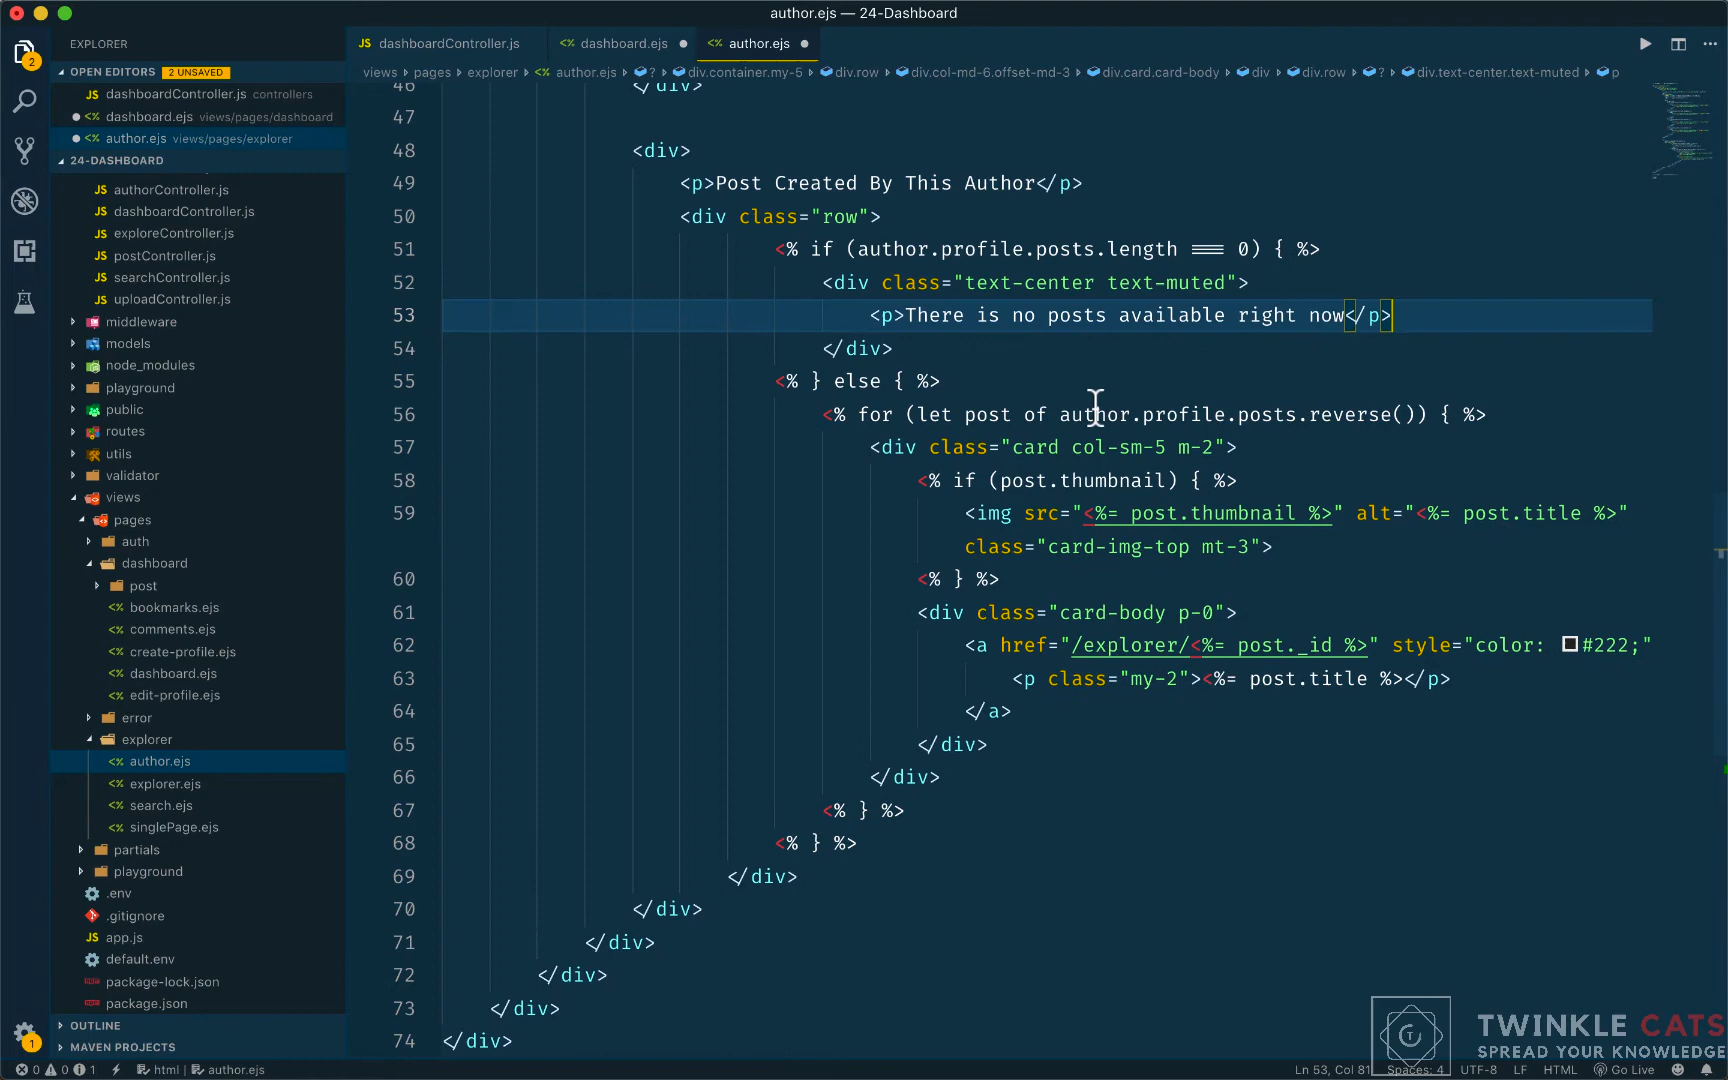 author.ejs — 24-Dashboard
2
EXPLORER
OPEN EDITORS 2 UNSAVED
JS dashboardController.js controllers
<% dashboard.ejs views/pages/dashboard
<% author.ejs views/pages/explorer
24-DASHBOARD
JS authorController.js
JS dashboardController.js
JS exploreController.js
JS postController.js
JS searchController.js
JS uploadController.js
middleware
models
node_modules
playground
public
routes
utils
validator
views
pages
auth
dashboard
post
<% bookmarks.ejs
<% comments.ejs
<% create-profile.ejs
<% dashboard.ejs
<% edit-profile.ejs
error
explorer
<% author.ejs
<% explorer.ejs
<% search.ejs
<% singlePage.ejs
partials
playground
.env
.gitignore
app.js
default.env
package-lock.json
package.json
OUTLINE
MAVEN PROJECTS
1
JS dashboardController.js <% dashboard.ejs <% author.ejs
views › pages › explorer › <% author.ejs › ? › div.container.my-5 › div.row › div.col-md-6.offset-md-3 › div.card.card-body › div › div.row › ? › div.text-center.text-muted › p
46 </div>
47
48 <div>
49 <p>Post Created By This Author</p>
50 <div class="row">
51 <% if (author.profile.posts.length === 0) { %>
52 <div class="text-center text-muted">
53 <p>There is no posts available right now</p>
54 </div>
55 <% } else { %>
56 <% for (let post of author.profile.posts.reverse()) { %>
57 <div class="card col-sm-5 m-2">
58 <% if (post.thumbnail) { %>
59 <img src="<%= post.thumbnail %>" alt="<%= post.title %>"
class="card-img-top mt-3">
60 <% } %>
61 <div class="card-body p-0">
62 <a href="/explorer/<%= post._id %>" style="color: #222;"
63 <p class="my-2"><%= post.title %></p>
64 </a>
65 </div>
66 </div>
67 <% } %>
68 <% } %>
69 </div>
70 </div>
71 </div>
72 </div>
73 </div>
74 </div>
TWINKLE CATS
SPREAD YOUR KNOWLEDGE
0 0 1 html | author.ejs Ln 53, Col 81 Spaces: 4 UTF-8 LF HTML Go Live